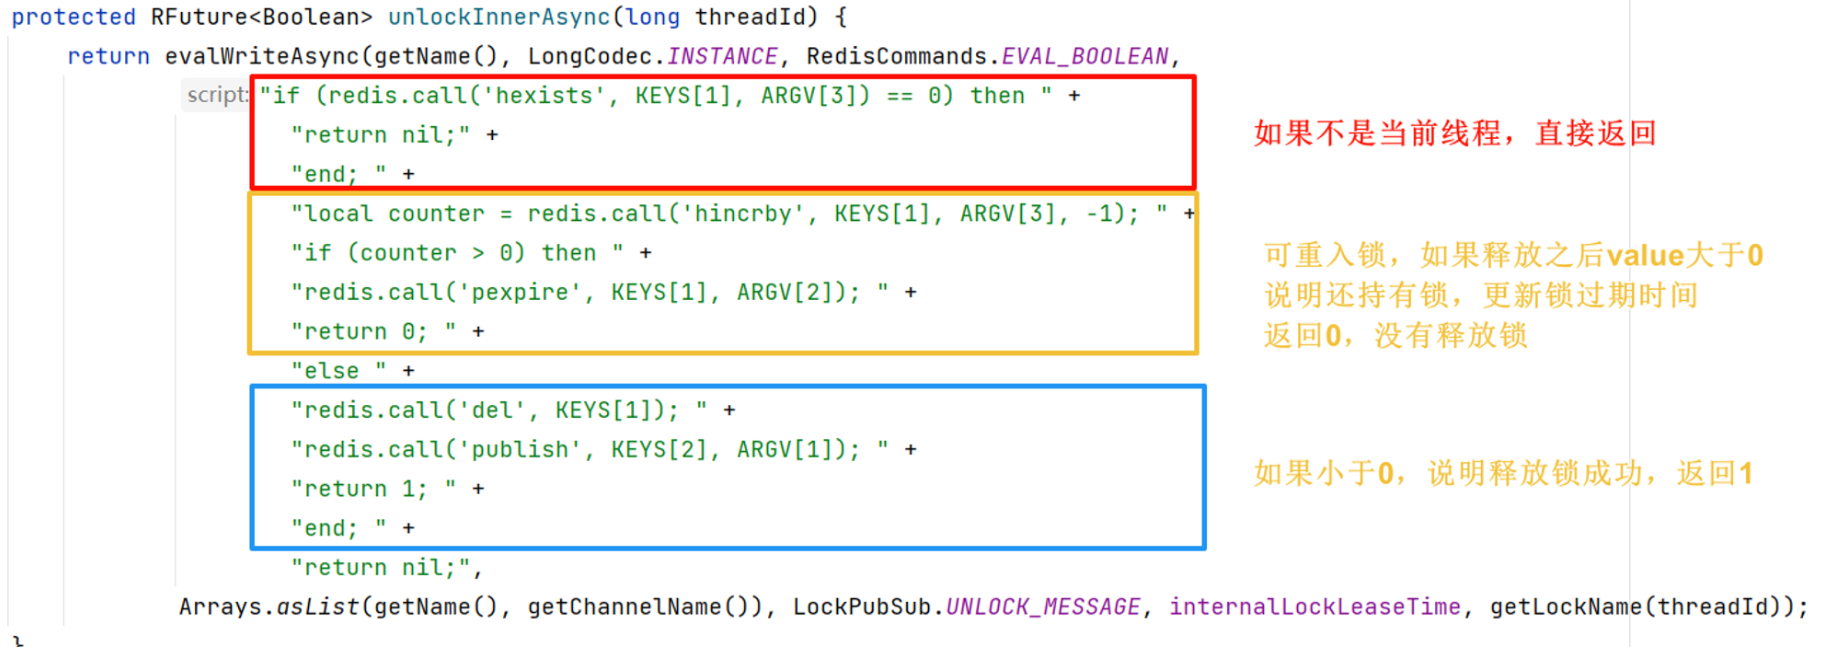 protected RFuture<Boolean> unlockInnerAsync(long threadId) {
return evalWriteAsync(getName(), LongCodec.INSTANCE, RedisCommands.EVAL_BOOLEAN,
script: "if (redis.call('hexists', KEYS[1], ARGV[3]) == 0) then " +
"return nil;" +
如果不是当前线程，直接返回
"end; " +
"local counter = redis.call('hincrby', KEYS[1], ARGV[3], -1); " +
"if (counter > 0) then " +
可重入锁，如果释放之后value大于0
"redis.call('pexpire', KEYS[1], ARGV[2]); " +
说明还持有锁，更新锁过期时间
"return 0; " +
返回0，没有释放锁
"else " +
"redis.call('del', KEYS[1]); " +
"redis.call('publish', KEYS[2], ARGV[1]); " +
如果小于0，说明释放锁成功，返回1
"return 1; " +
"end; " +
"return nil;",
Arrays.asList(getName(), getChannelName()), LockPubSub.UNLOCK_MESSAGE, internalLockLeaseTime, getLockName(threadId));
}